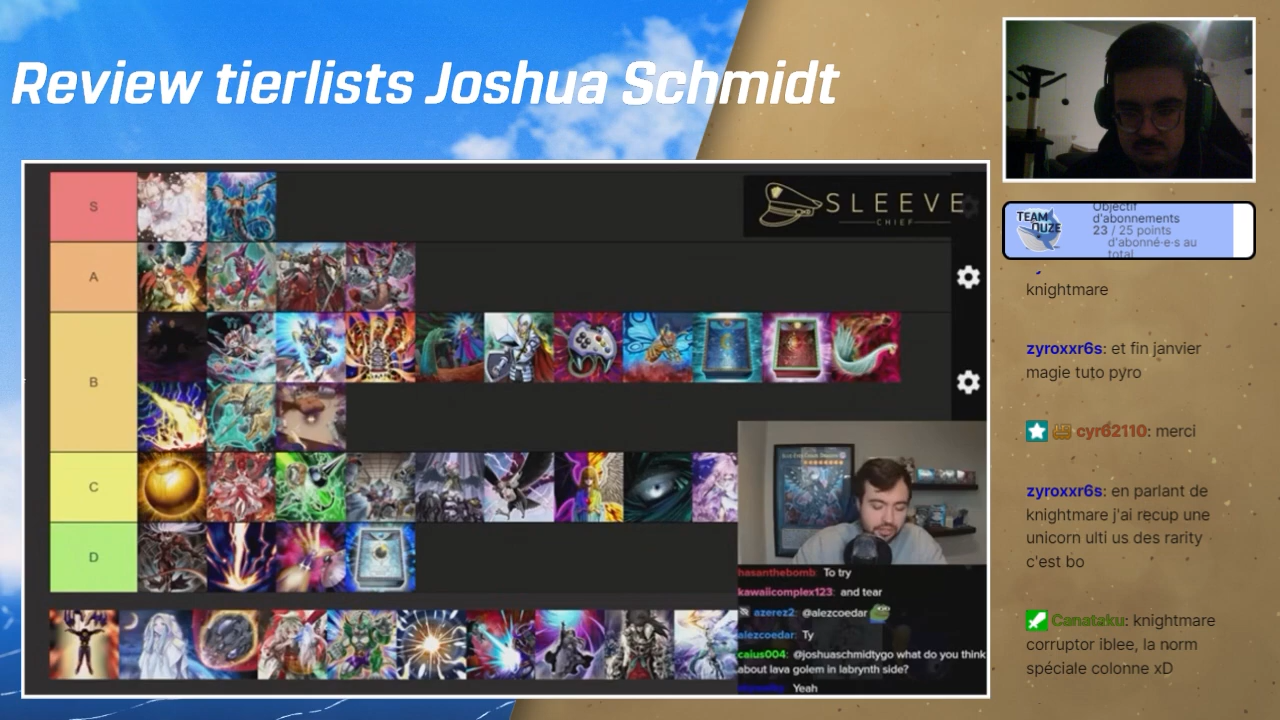 Review tierlists Joshua Schmidt
SLEEVE
CHIEF
S
A
B
C
D
hasanthebomb: To try
kawaiicomplex123: and tear
azerez2: @alezcoedar
alezcoedar: Ty
caius004: @joshuaschmidtygo what do you think
about lava golem in labrynth side?
Yeah
TEAM
OUZE
Objectif
d'abonnements
23 / 25 points
d'abonné·e·s au
total
knightmare
zyroxxr6s: et fin janvier
magie tuto pyro
cyr62110: merci
zyroxxr6s: en parlant de
knightmare j'ai recup une
unicorn ulti us des rarity
c'est bo
Canataku: knightmare
corruptor iblee, la norm
spéciale colonne xD